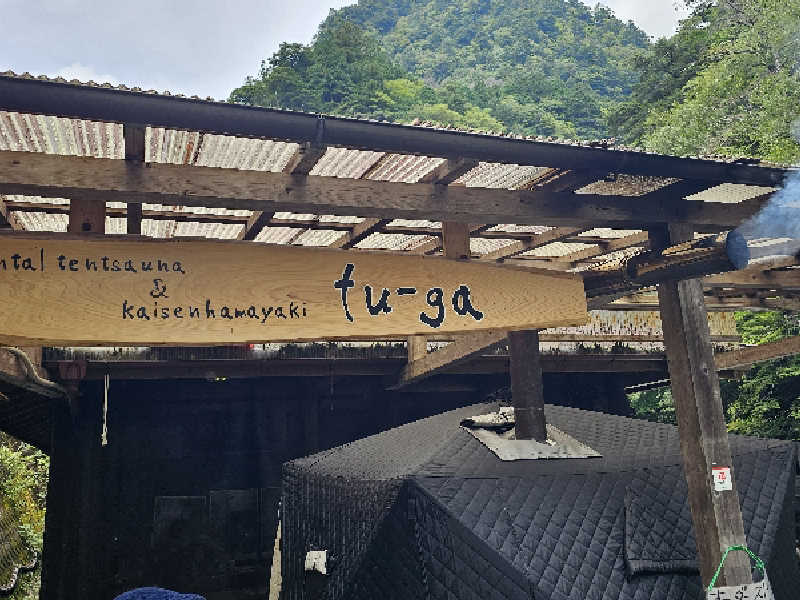 ntal tentsauna
&
kaisenhamayaki
tu-ga